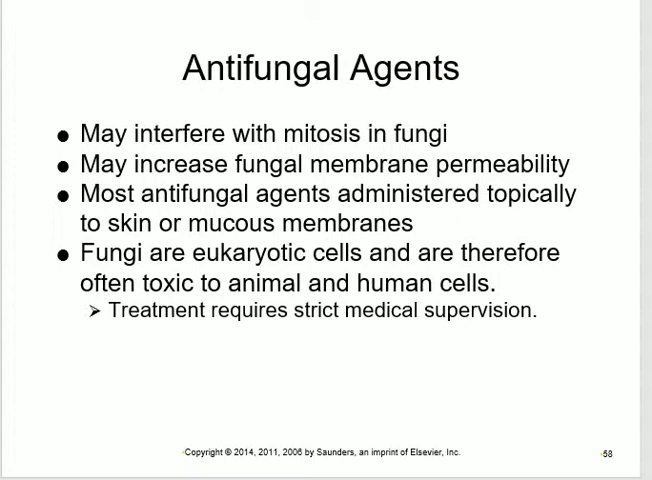 Antifungal Agents
● May interfere with mitosis in fungi
● May increase fungal membrane permeability
● Most antifungal agents administered topically
to skin or mucous membranes
● Fungi are eukaryotic cells and are therefore
often toxic to animal and human cells.
➢ Treatment requires strict medical supervision.
Copyright © 2014, 2011, 2006 by Saunders, an imprint of Elsevier, Inc.
58